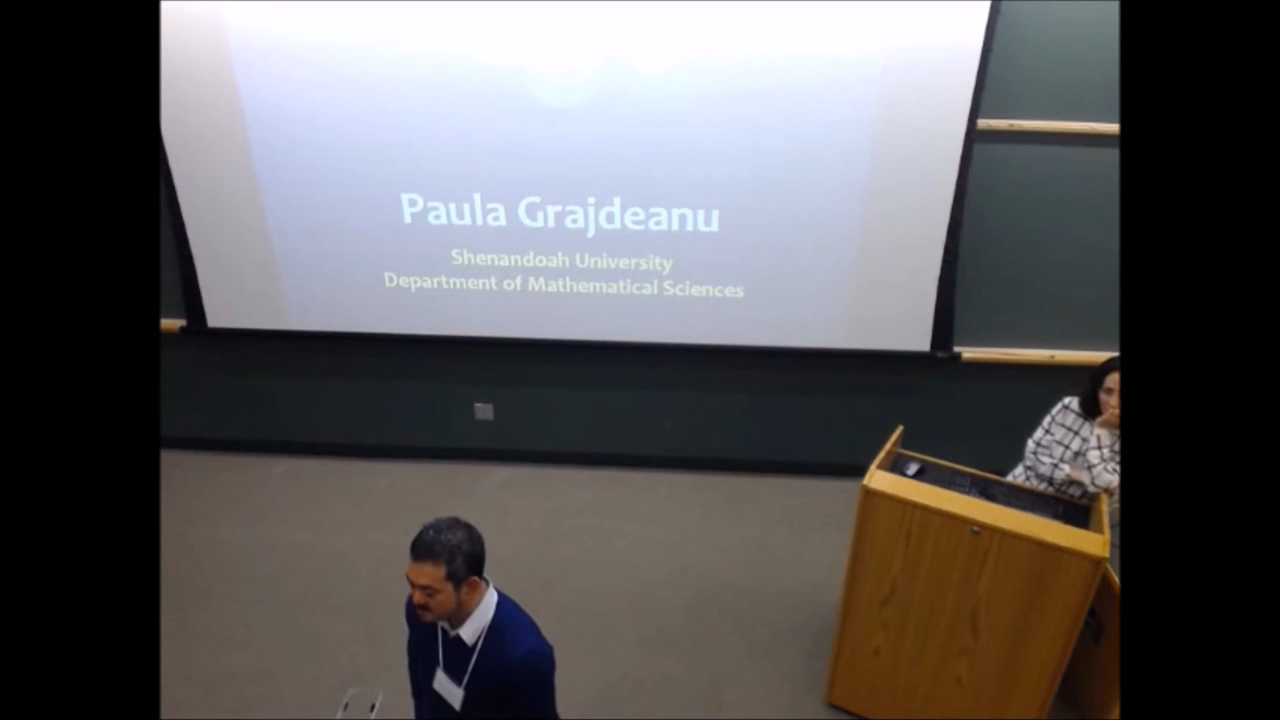 Paula Grajdeanu
Shenandoah University
Department of Mathematical Sciences